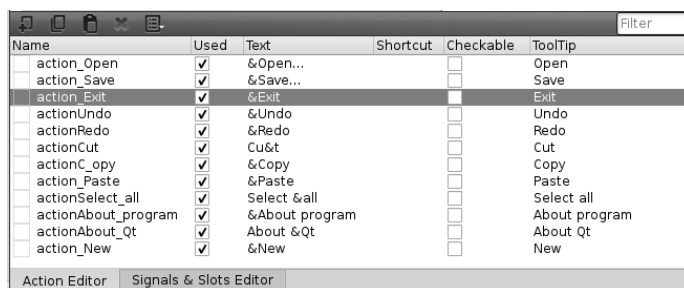 Filter
Name Used Text Shortcut Checkable ToolTip
action_Open &Open... Open
action_Save &Save... Save
action_Exit &Exit Exit
actionUndo &Undo Undo
actionRedo &Redo Redo
actionCut Cu&t Cut
actionC_opy &Copy Copy
action_Paste &Paste Paste
actionSelect_all Select &all Select all
actionAbout_program &About program About program
actionAbout_Qt About &Qt About Qt
action_New &New New
Action Editor Signals & Slots Editor